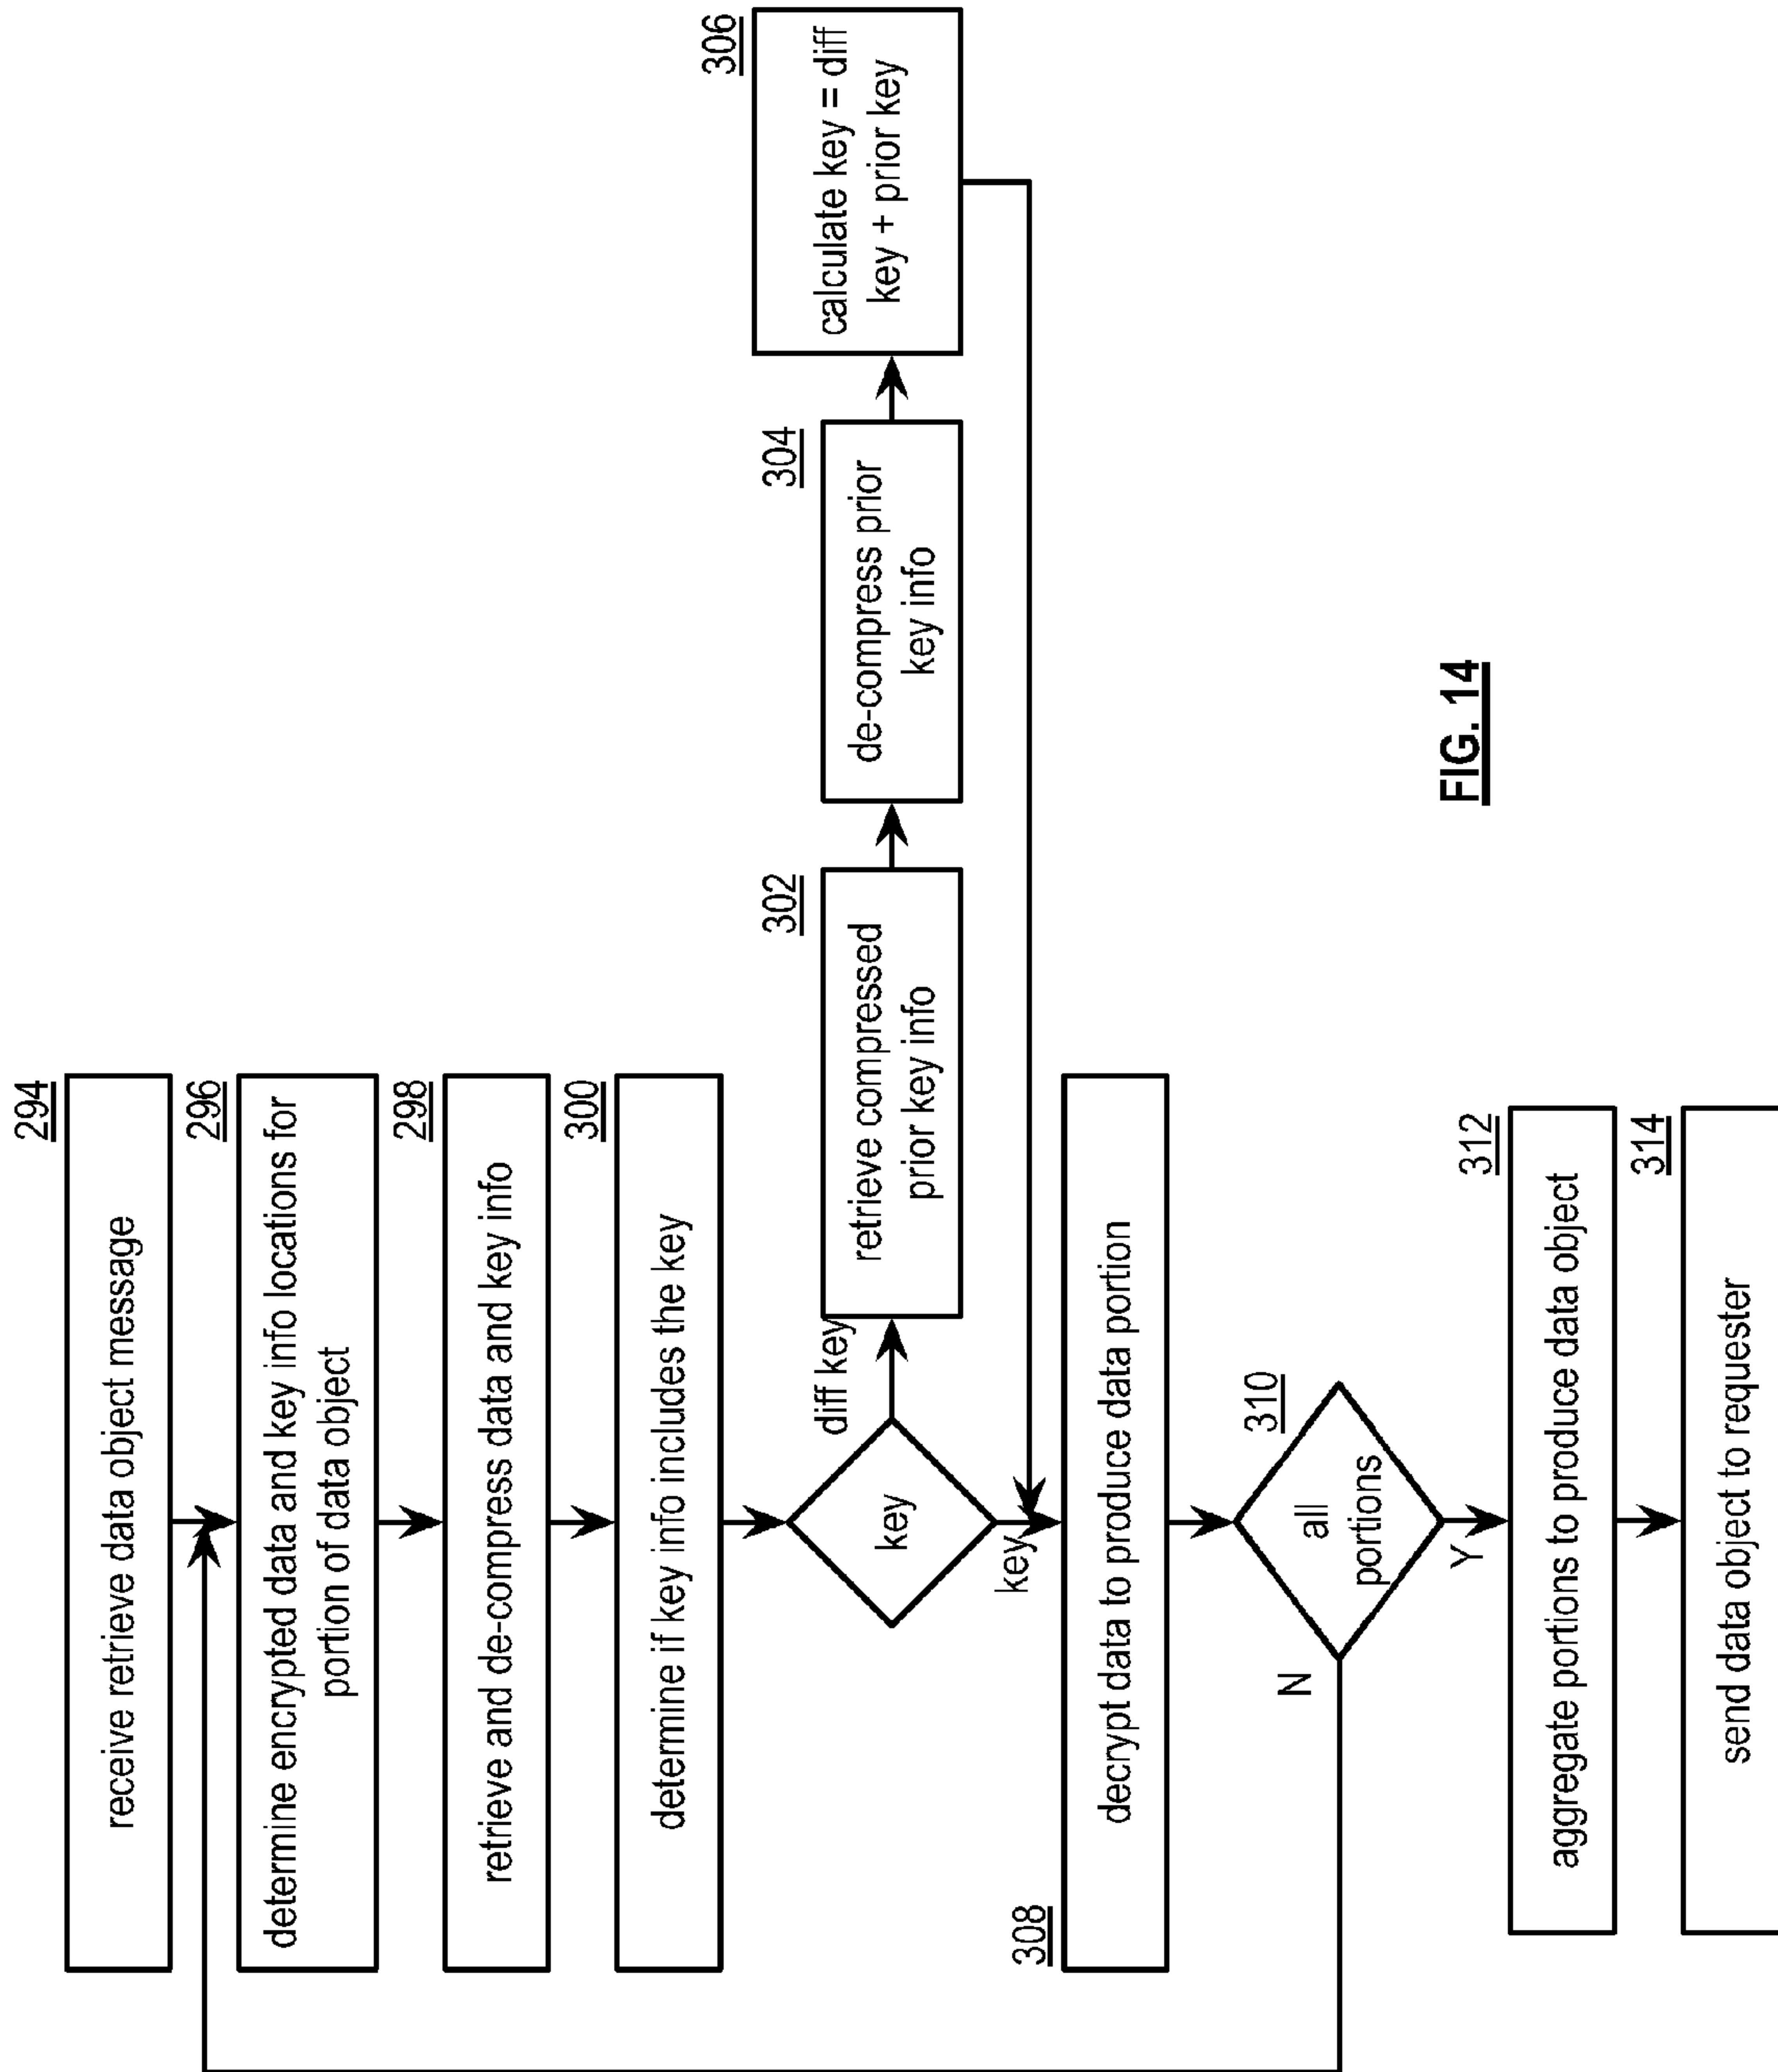 294
receive retrieve data object message
296
determine encrypted data and key info locations for
portion of data object
298
retrieve and de-compress data and key info
300
determine if key info includes the key
key
diff key
key
302
retrieve compressed
prior key info
304
de-compress prior
key info
306
calculate key = diff
key + prior key
308
decrypt data to produce data portion
310
all
portions
N
Y
312
aggregate portions to produce data object
314
send data object to requester
FIG. 14